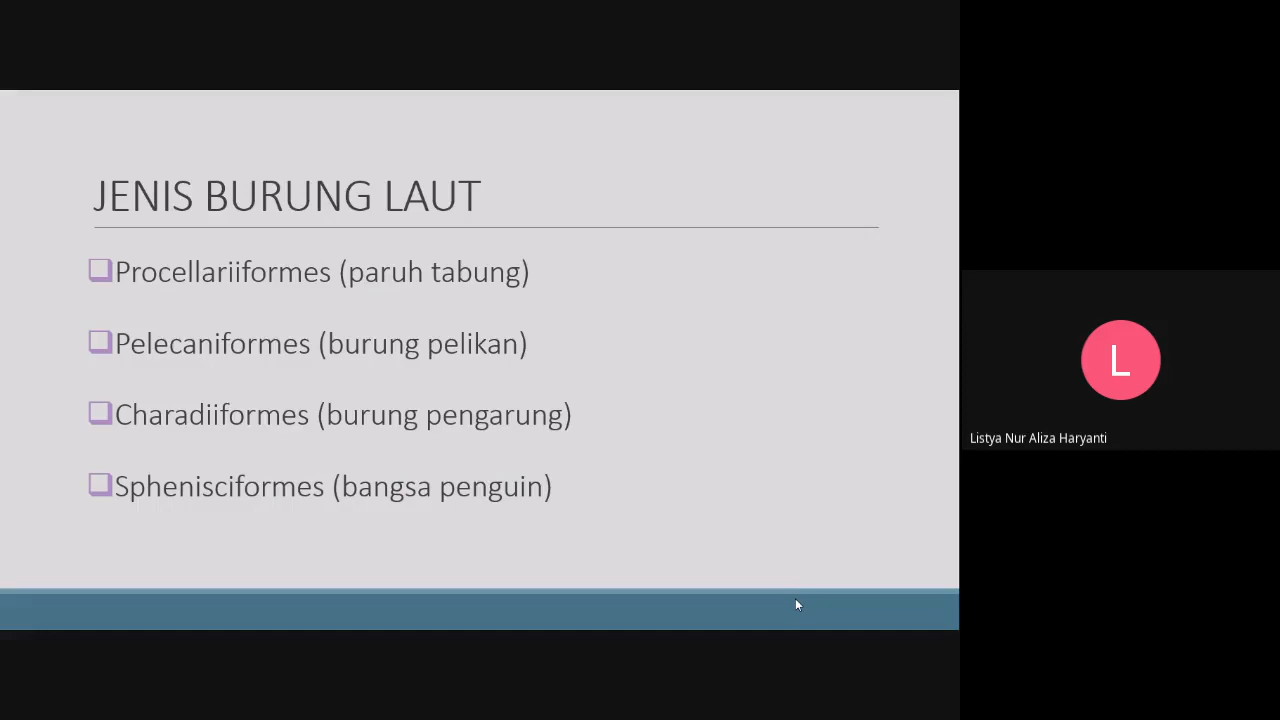 JENIS BURUNG LAUT
Procellariiformes (paruh tabung)
Pelecaniformes (burung pelikan)
Charadiiformes (burung pengarung)
Sphenisciformes (bangsa penguin)
L
Listya Nur Aliza Haryanti